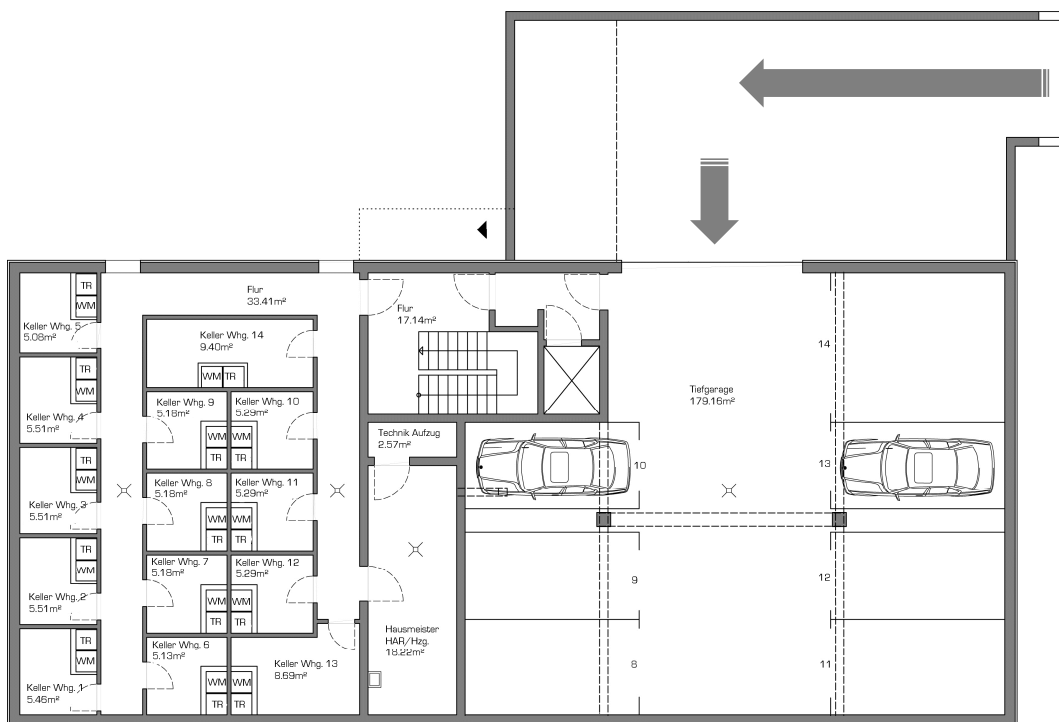 TR
WM
Keller Whg. 5
5.08m²
Flur
33.41m²
Flur
17.14m²
Keller Whg. 14
9.40m²
WM TR
14
Tiefgarage
179.16m²
TR
WM
Keller Whg. 4
5.51m²
Keller Whg. 9
5.18m²
WM
TR
Keller Whg. 10
5.29m²
WM
TR
Technik Aufzug
2.57m²
10
13
TR
WM
Keller Whg. 3
5.51m²
Keller Whg. 8
5.18m²
WM
TR
Keller Whg. 11
5.29m²
WM
TR
TR
WM
Keller Whg. 2
5.51m²
Keller Whg. 7
5.18m²
WM
TR
Keller Whg. 12
5.29m²
WM
TR
9
12
TR
WM
Keller Whg. 1
5.46m²
Keller Whg. 6
5.13m²
WM
TR
Keller Whg. 13
8.69m²
WM
TR
Hausmeister
HAR/Hzg.
18.22m²
8
11